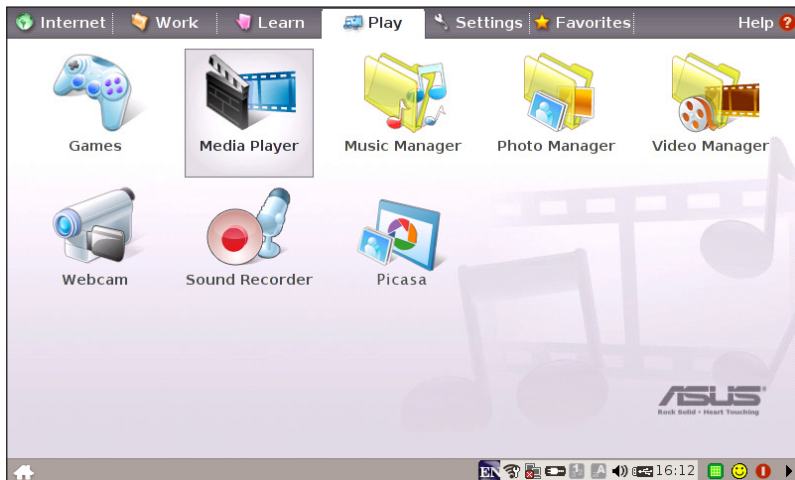 Internet Work Learn Play Settings Favorites Help ?
Games Media Player Music Manager Photo Manager Video Manager
Webcam Sound Recorder Picasa
ASUS
Rock Solid • Heart Touching
EN 1 A 16:12